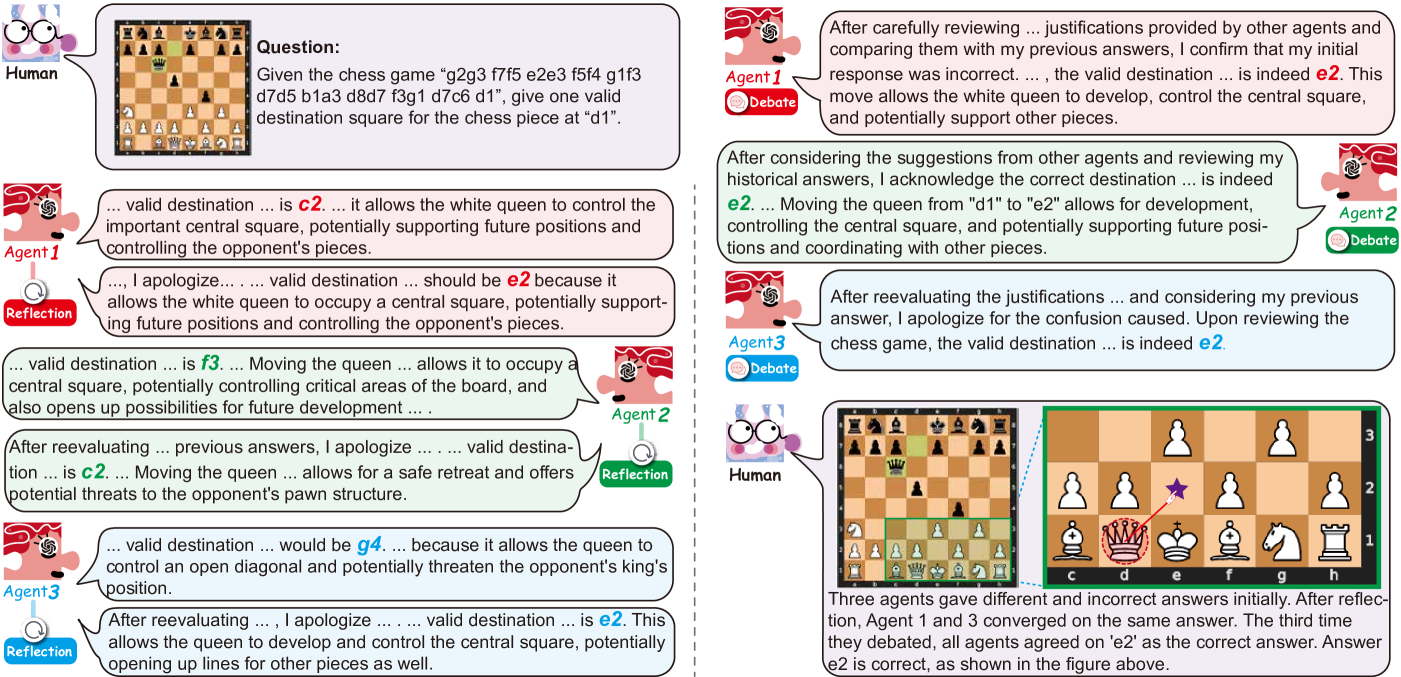 Human
Question:
Given the chess game “g2g3 f7f5 e2e3 f5f4 g1f3
d7d5 b1a3 d8d7 f3g1 d7c6 d1”, give one valid
destination square for the chess piece at “d1”.
Agent1
... valid destination ... is c2. ... it allows the white queen to control the
important central square, potentially supporting future positions and
controlling the opponent's pieces.
Reflection
..., I apologize... . ... valid destination ... should be e2 because it
allows the white queen to occupy a central square, potentially support-
ing future positions and controlling the opponent's pieces.
... valid destination ... is f3. ... Moving the queen ... allows it to occupy a
central square, potentially controlling critical areas of the board, and
also opens up possibilities for future development ... .
Agent2
After reevaluating ... previous answers, I apologize ... . ... valid destina-
tion ... is c2. ... Moving the queen ... allows for a safe retreat and offers
potential threats to the opponent's pawn structure.
Reflection
Agent3
... valid destination ... would be g4. ... because it allows the queen to
control an open diagonal and potentially threaten the opponent's king's
position.
Reflection
After reevaluating ... , I apologize ... . ... valid destination ... is e2. This
allows the queen to develop and control the central square, potentially
opening up lines for other pieces as well.
Agent1
Debate
After carefully reviewing ... justifications provided by other agents and
comparing them with my previous answers, I confirm that my initial
response was incorrect. ... , the valid destination ... is indeed e2. This
move allows the white queen to develop, control the central square,
and potentially support other pieces.
After considering the suggestions from other agents and reviewing my
historical answers, I acknowledge the correct destination ... is indeed
e2. ... Moving the queen from "d1" to "e2" allows for development,
controlling the central square, and potentially supporting future posi-
tions and coordinating with other pieces.
Agent2
Debate
Agent3
Debate
After reevaluating the justifications ... and considering my previous
answer, I apologize for the confusion caused. Upon reviewing the
chess game, the valid destination ... is indeed e2.
Human
3
2
1
c d e f g h
Three agents gave different and incorrect answers initially. After reflec-
tion, Agent 1 and 3 converged on the same answer. The third time
they debated, all agents agreed on 'e2' as the correct answer. Answer
e2 is correct, as shown in the figure above.